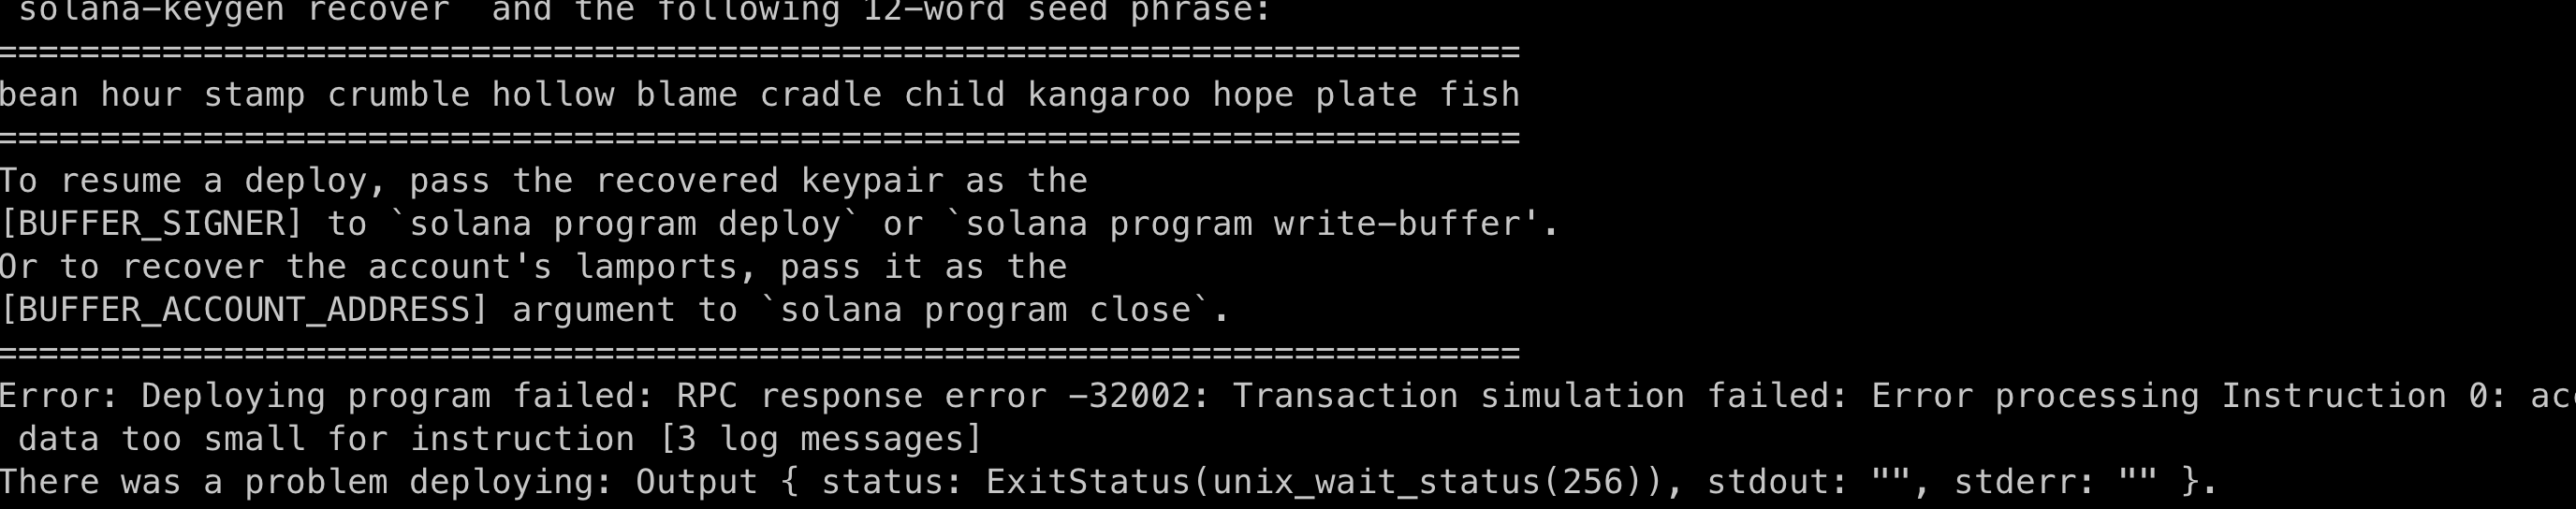 solana-keygen recover` and the following 12-word seed phrase:
==========================================================================
bean hour stamp crumble hollow blame cradle child kangaroo hope plate fish
==========================================================================
To resume a deploy, pass the recovered keypair as the
[BUFFER_SIGNER] to `solana program deploy` or `solana program write-buffer'.
Or to recover the account's lamports, pass it as the
[BUFFER_ACCOUNT_ADDRESS] argument to `solana program close`.
==========================================================================
Error: Deploying program failed: RPC response error -32002: Transaction simulation failed: Error processing Instruction 0:
data too small for instruction [3 log messages]
There was a problem deploying: Output { status: ExitStatus(unix_wait_status(256)), stdout: "", stderr: "" }.